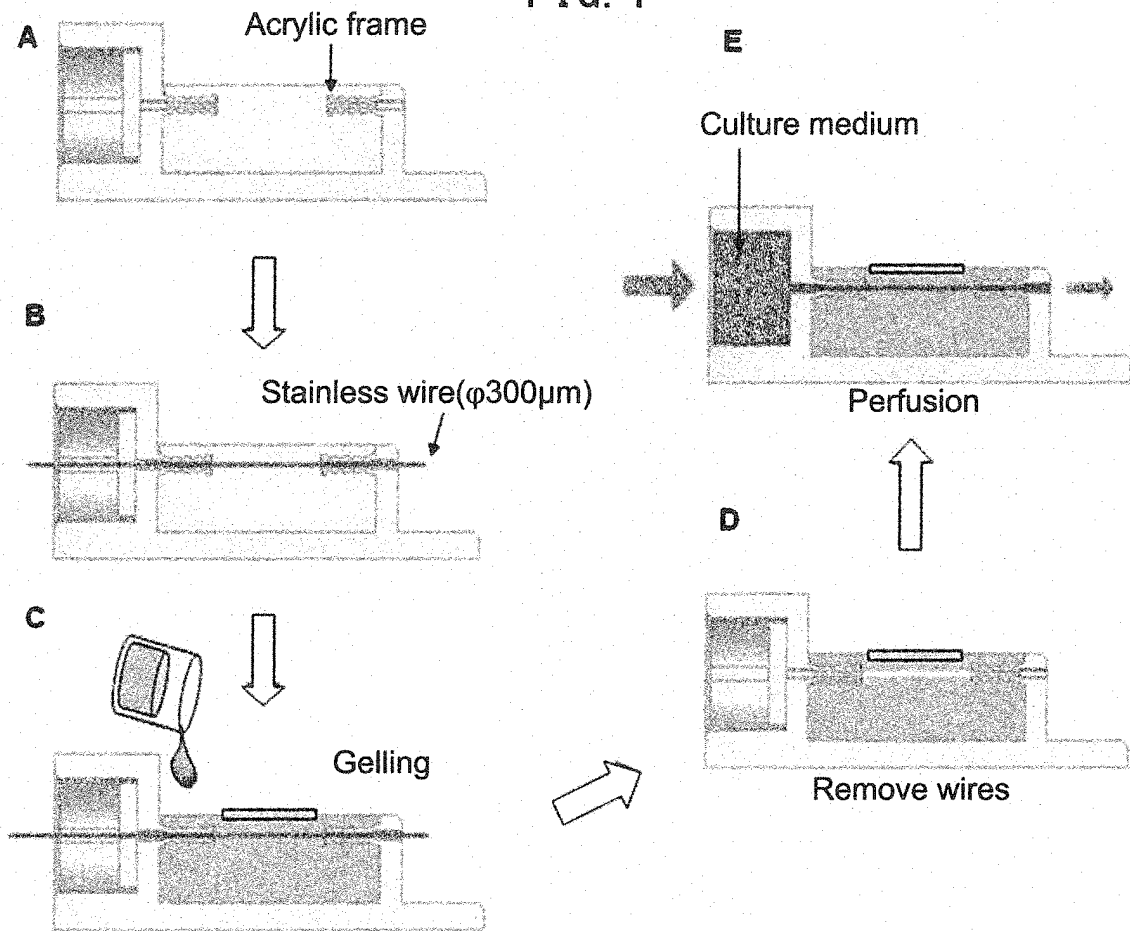 A
Acrylic frame
B
Stainless wire(φ300μm)
C
Gelling
D
Remove wires
E
Culture medium
Perfusion